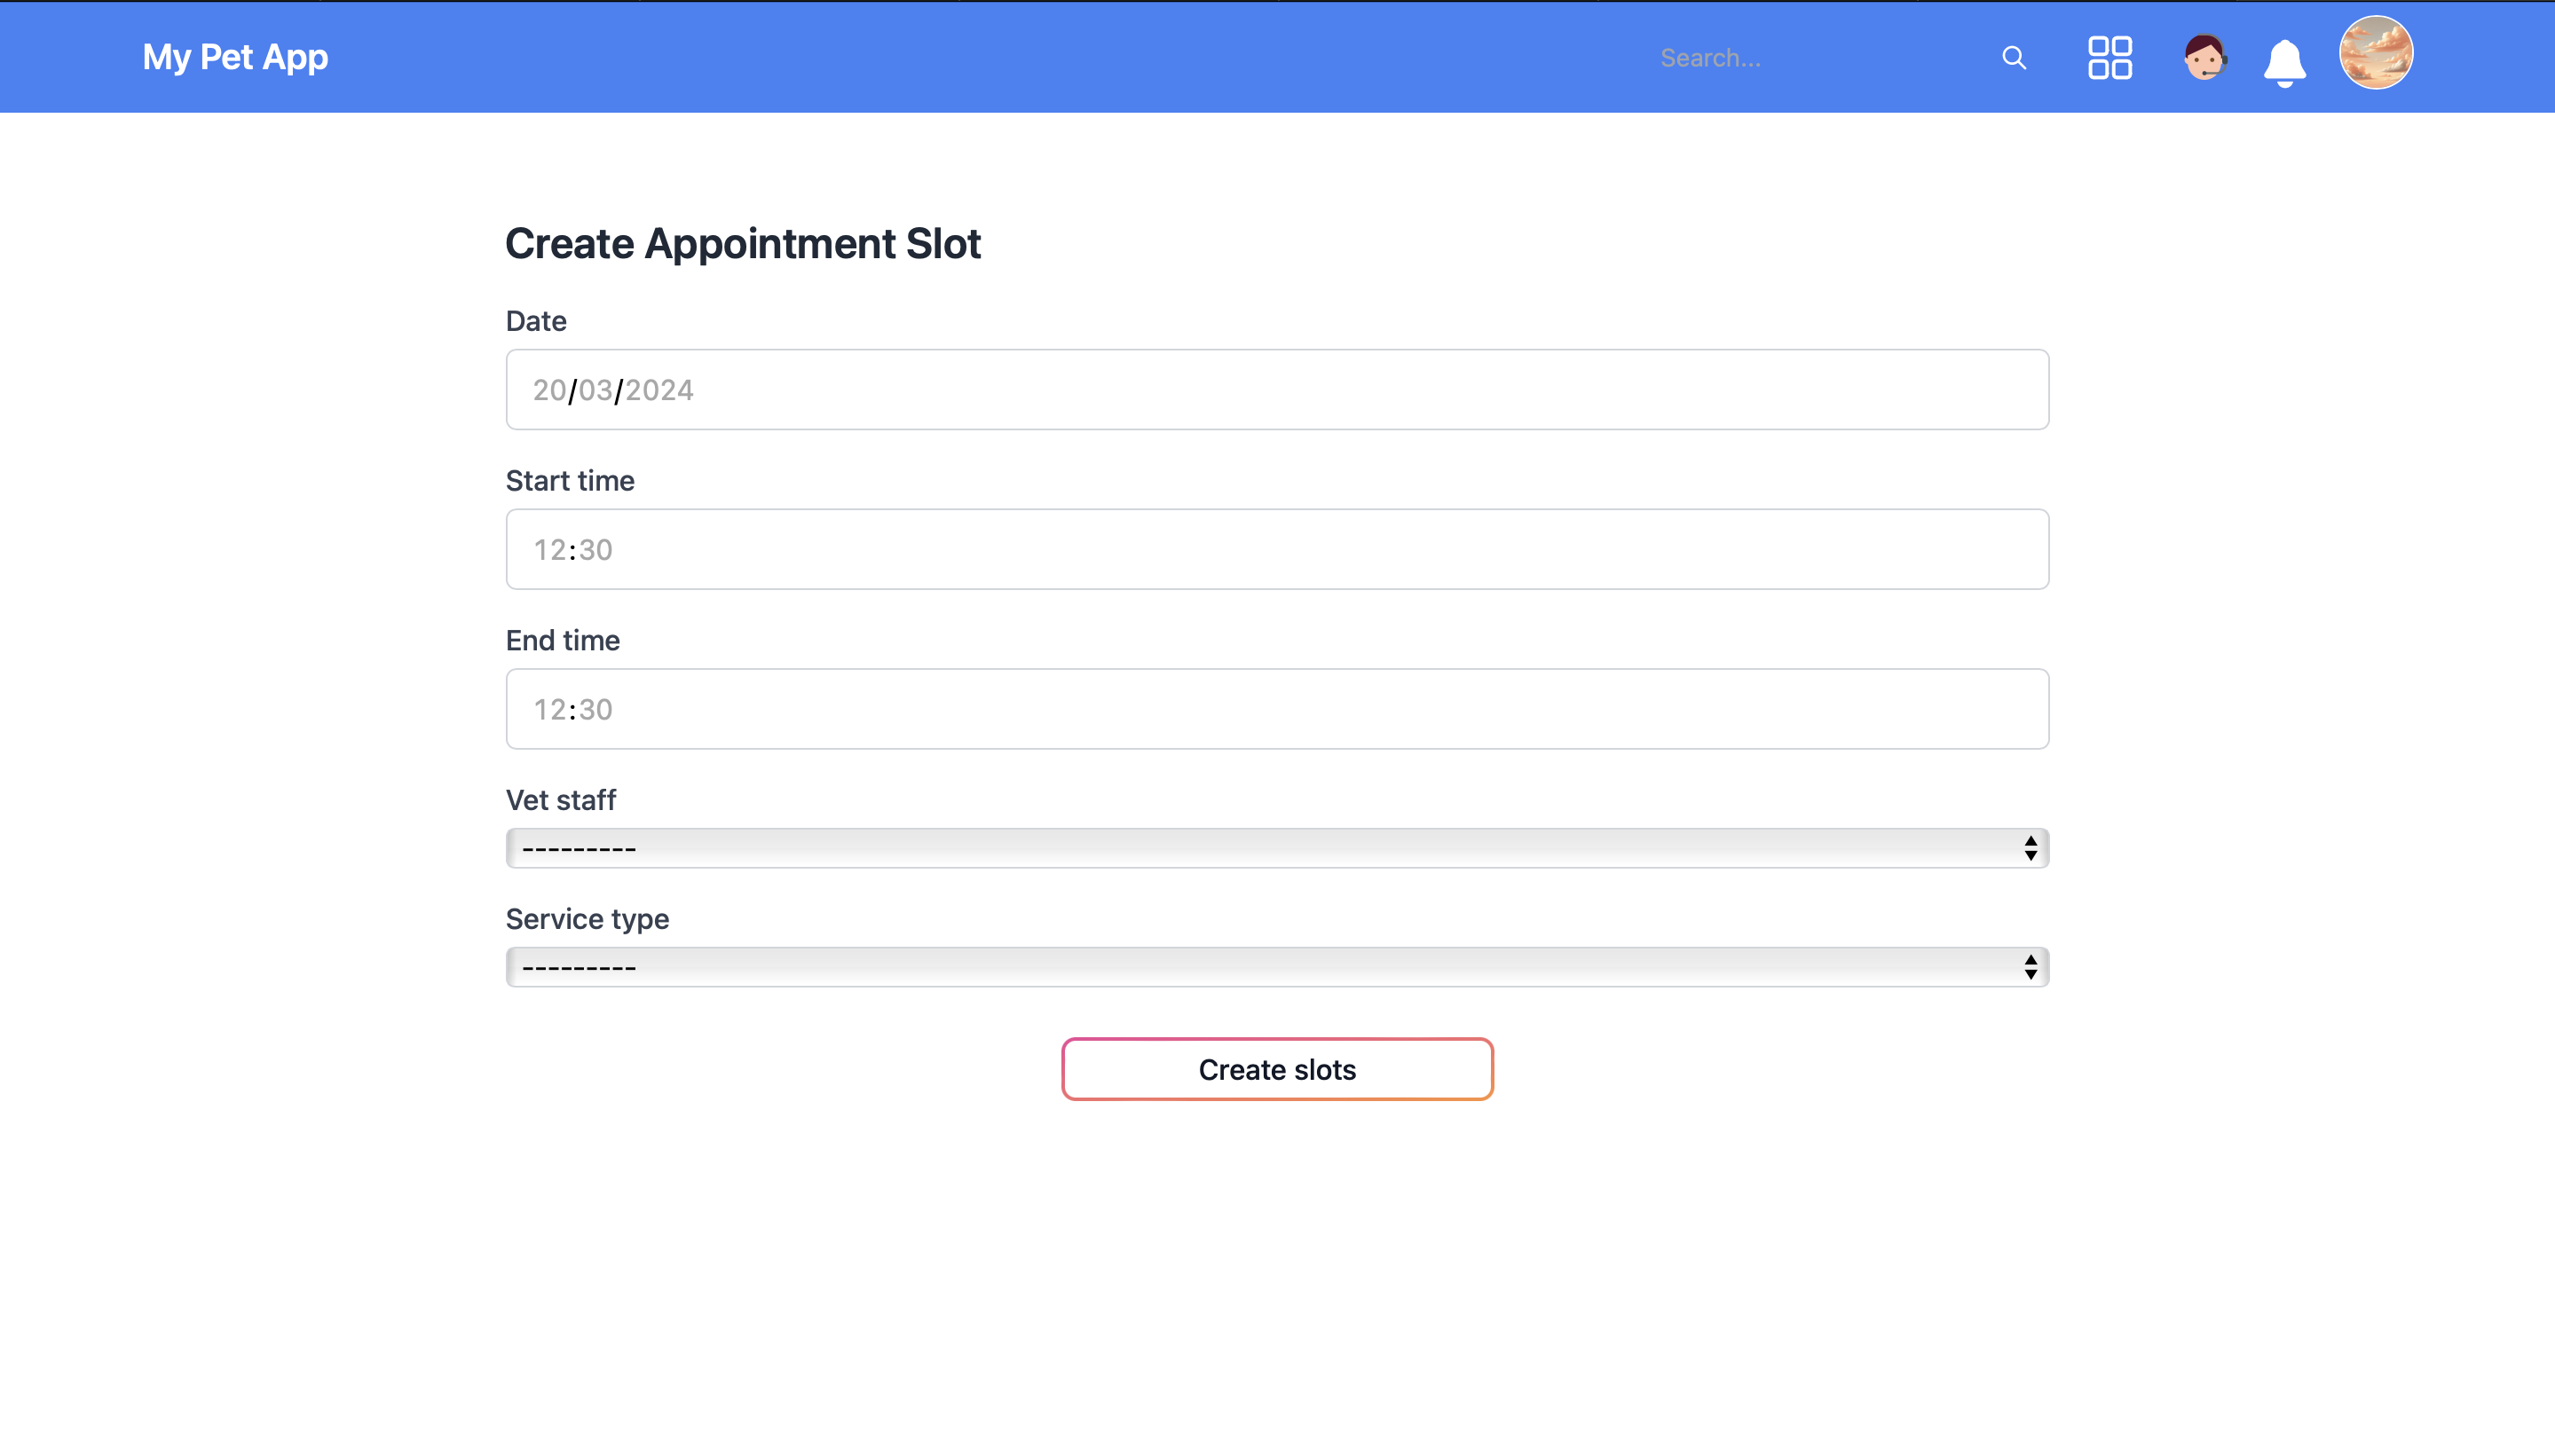 My Pet App
Search...
Create Appointment Slot
Date
20/03/2024
Start time
12:30
End time
12:30
Vet staff
---------
Service type
---------
Create slots